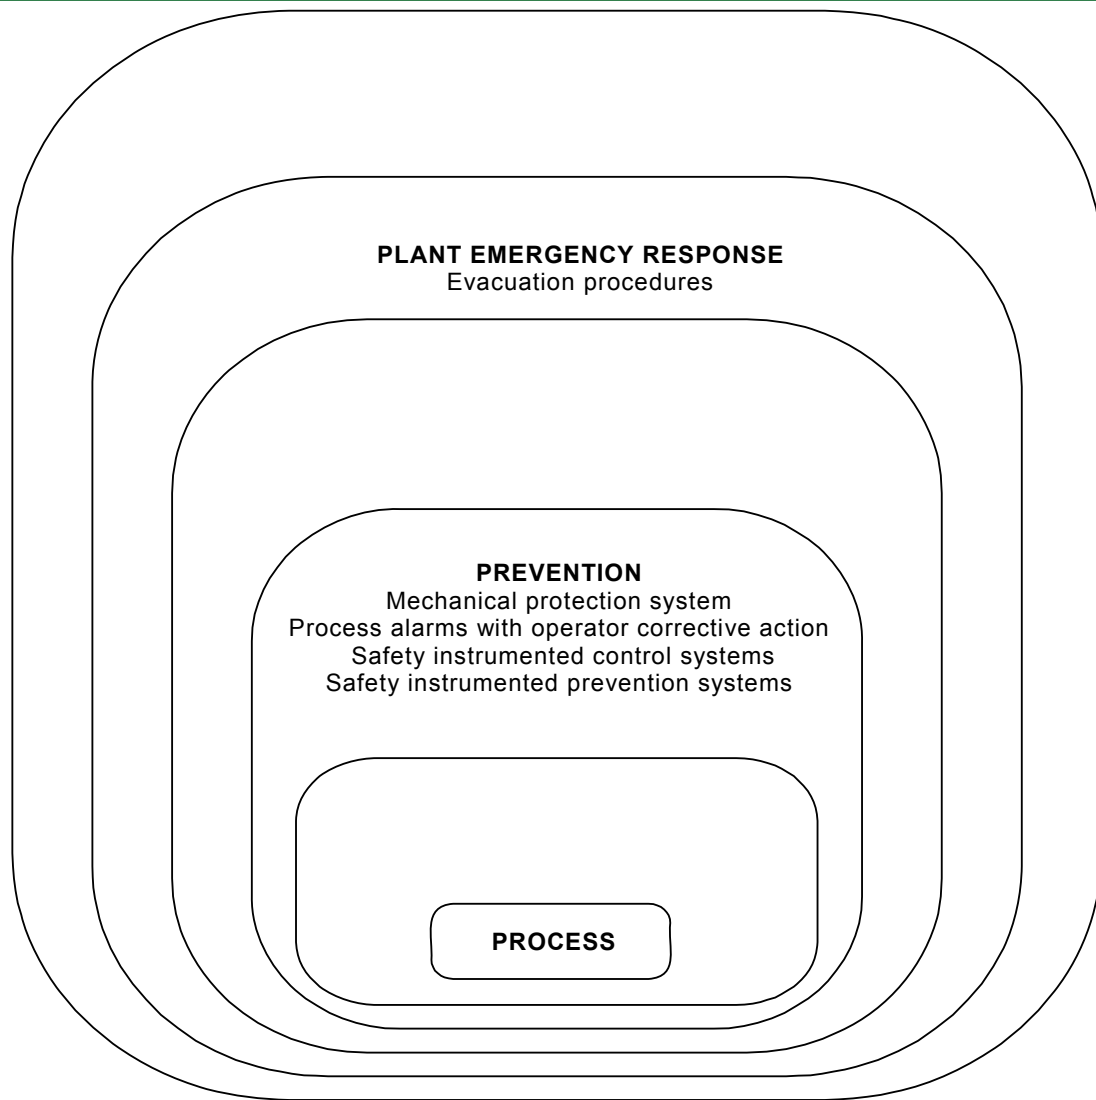 PLANT EMERGENCY RESPONSE
Evacuation procedures
PREVENTION
Mechanical protection system
Process alarms with operator corrective action
Safety instrumented control systems
Safety instrumented prevention systems
PROCESS